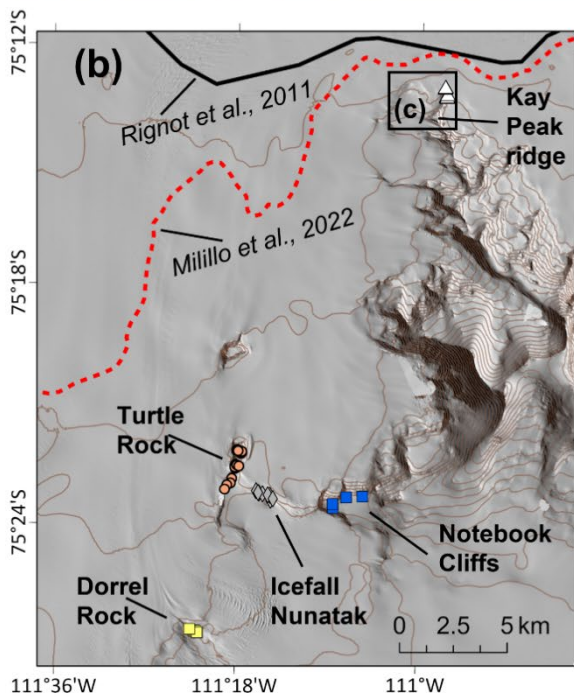 75°12'S
(b)
Rignot et al., 2011
(c)
Kay
Peak
ridge
Milillo et al., 2022
75°18'S
Turtle
Rock
75°24'S
Notebook
Cliffs
Icefall
Nunatak
Dorrel
Rock
0 2.5 5 km
111°36'W 111°18'W 111°W